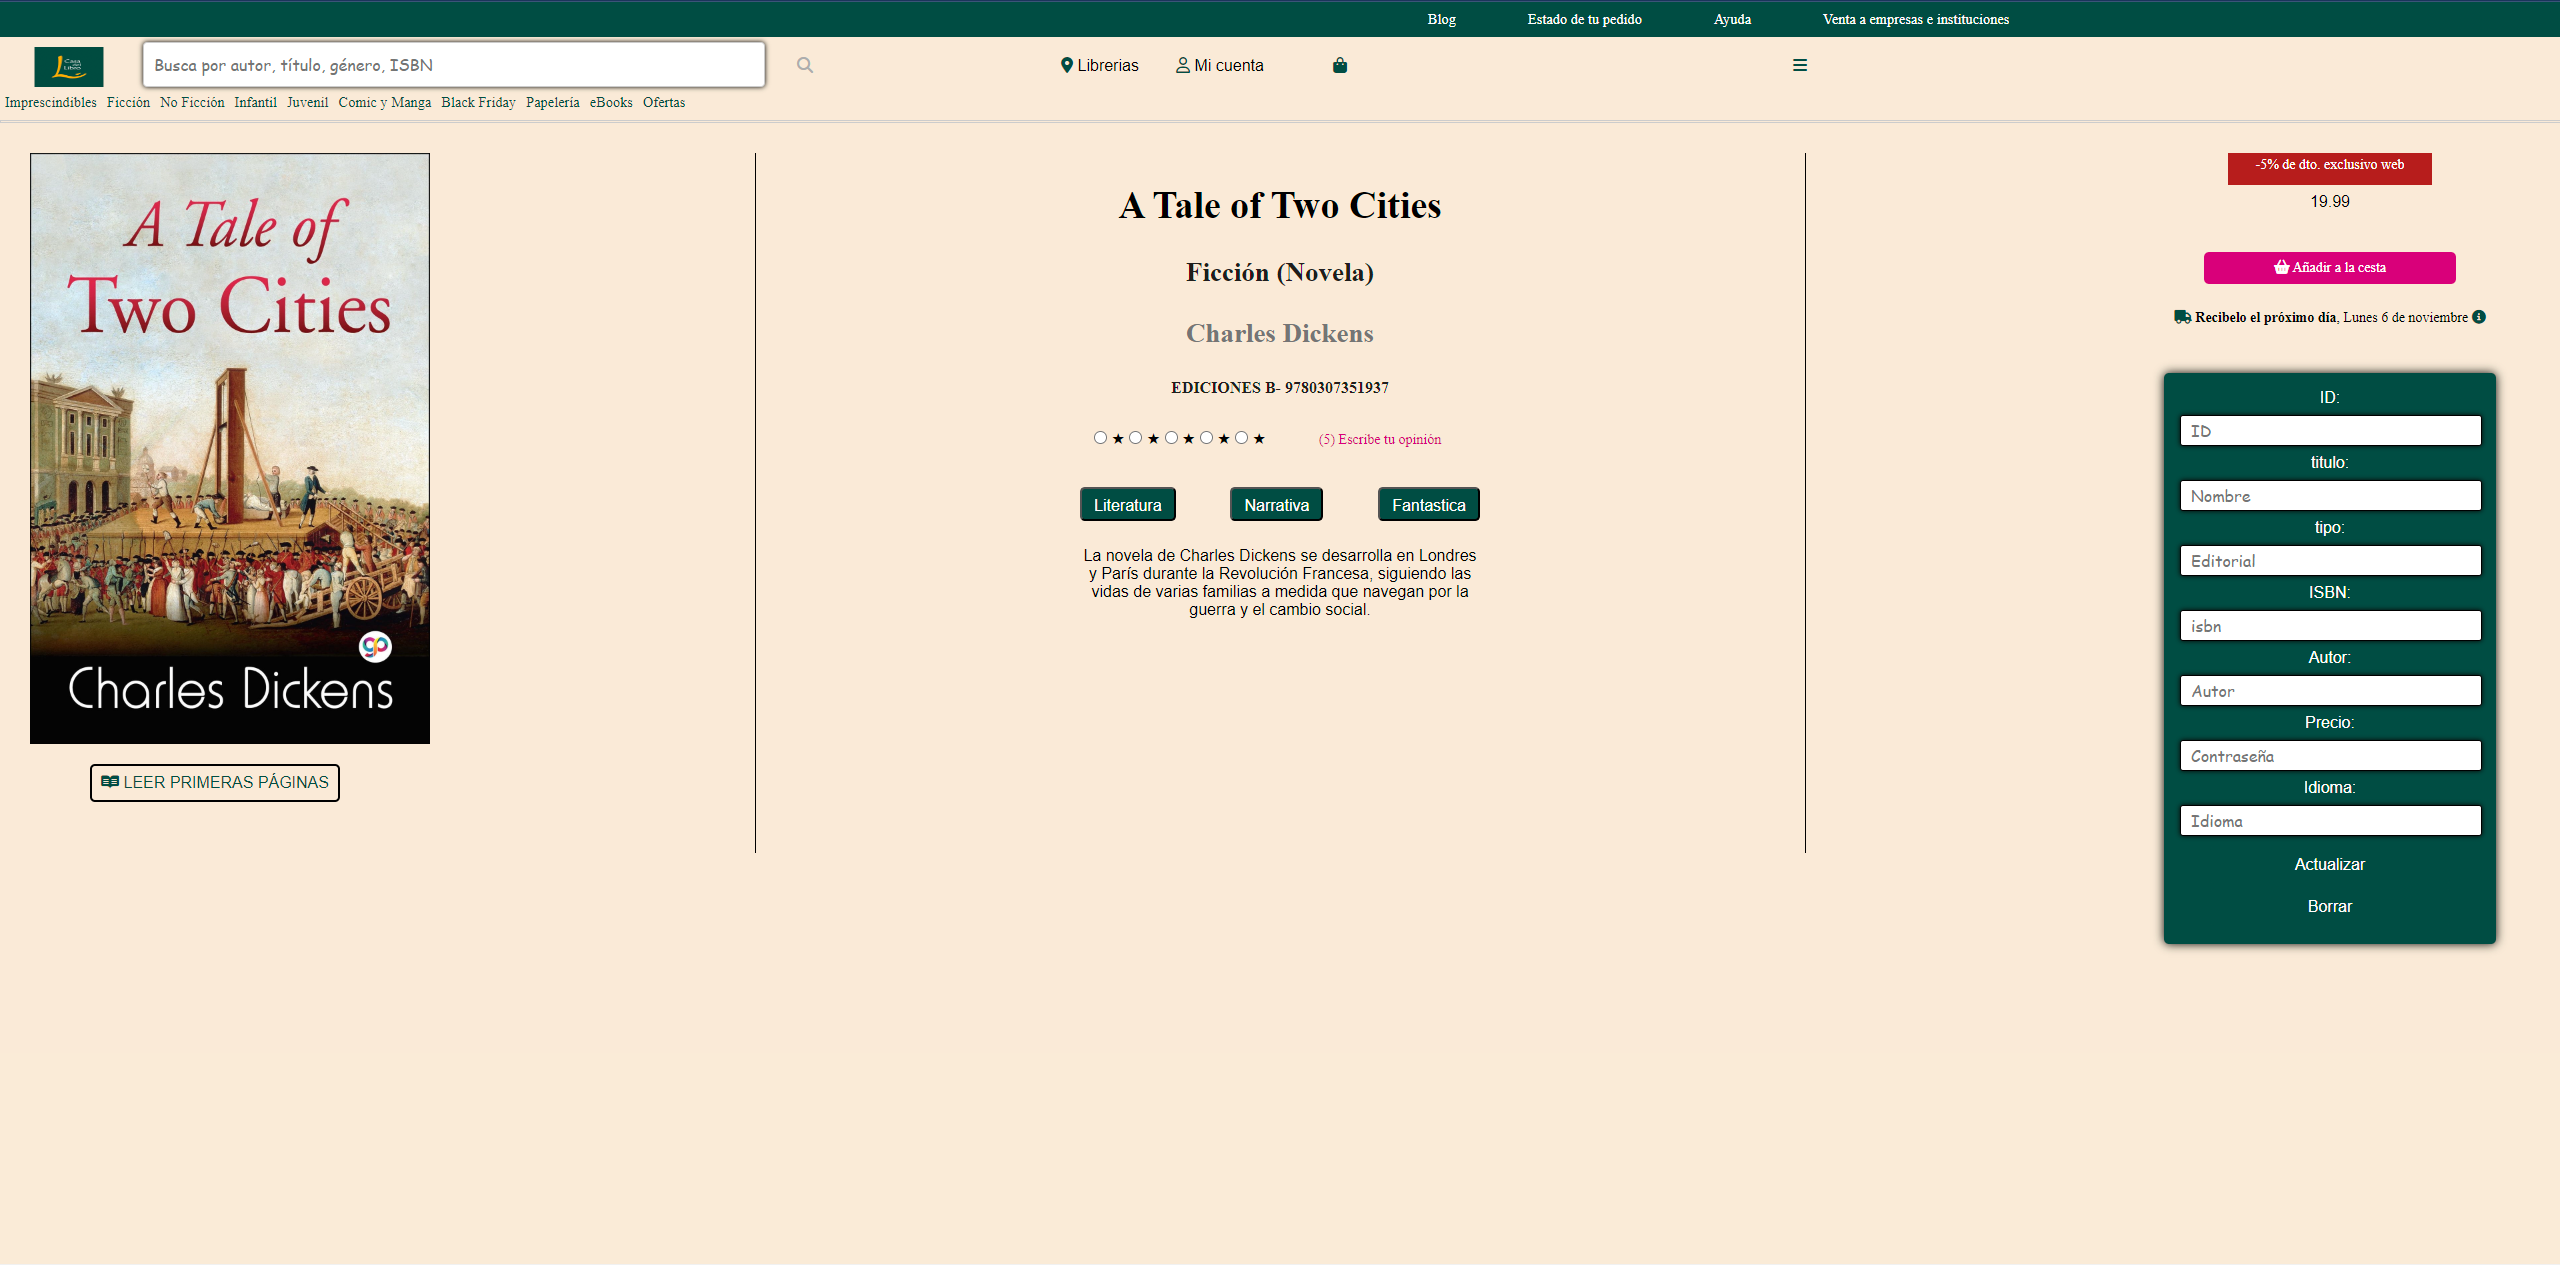 Blog Estado de tu pedido Ayuda Venta a empresas e instituciones
Casa del Libro
Busca por autor, título, género, ISBN
Librerias Mi cuenta
Imprescindibles Ficción No Ficción Infantil Juvenil Comic y Manga Black Friday Papelería eBooks Ofertas
A Tale of
Two Cities
gp
Charles Dickens
LEER PRIMERAS PÁGINAS
A Tale of Two Cities
Ficción (Novela)
Charles Dickens
EDICIONES B- 9780307351937
★ ★ ★ ★ ★ (5) Escribe tu opinión
Literatura Narrativa Fantastica
La novela de Charles Dickens se desarrolla en Londres
y París durante la Revolución Francesa, siguiendo las
vidas de varias familias a medida que navegan por la
guerra y el cambio social.
-5% de dto. exclusivo web
19.99
Añadir a la cesta
Recibelo el próximo día, Lunes 6 de noviembre
ID:
ID
titulo:
Nombre
tipo:
Editorial
ISBN:
isbn
Autor:
Autor
Precio:
Contraseña
Idioma:
Idioma
Actualizar
Borrar